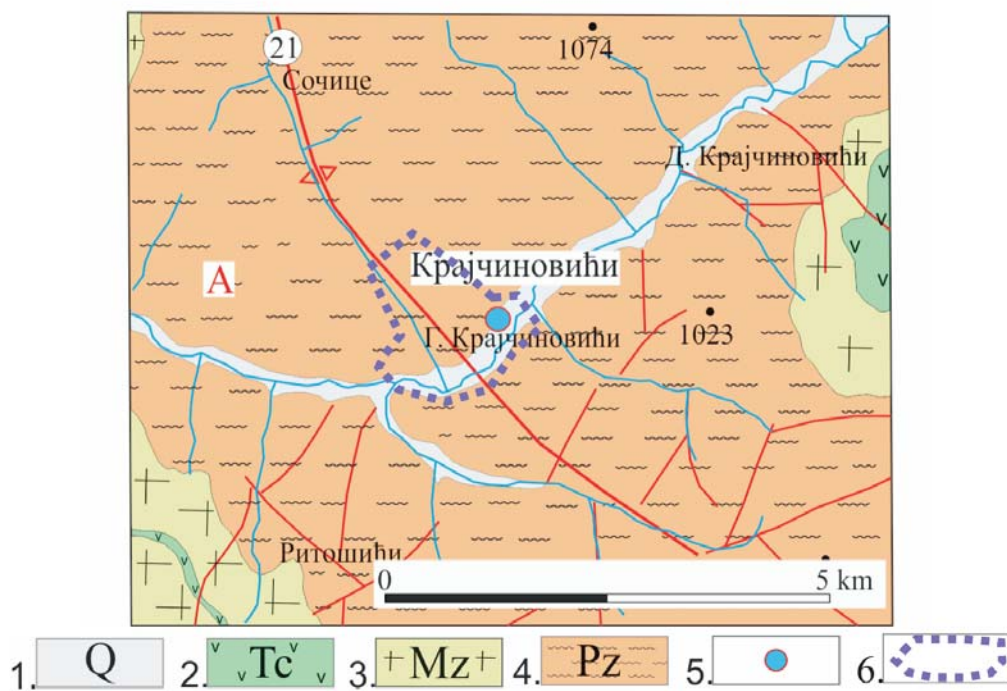 1074
21
Сочице
Д. Крајчиновићи
Крајчиновићи
A
Г. Крајчиновићи
1023
Ритошићи
0 5 km
1. Q 2. Tc 3. Mz 4. Pz 5. 6.